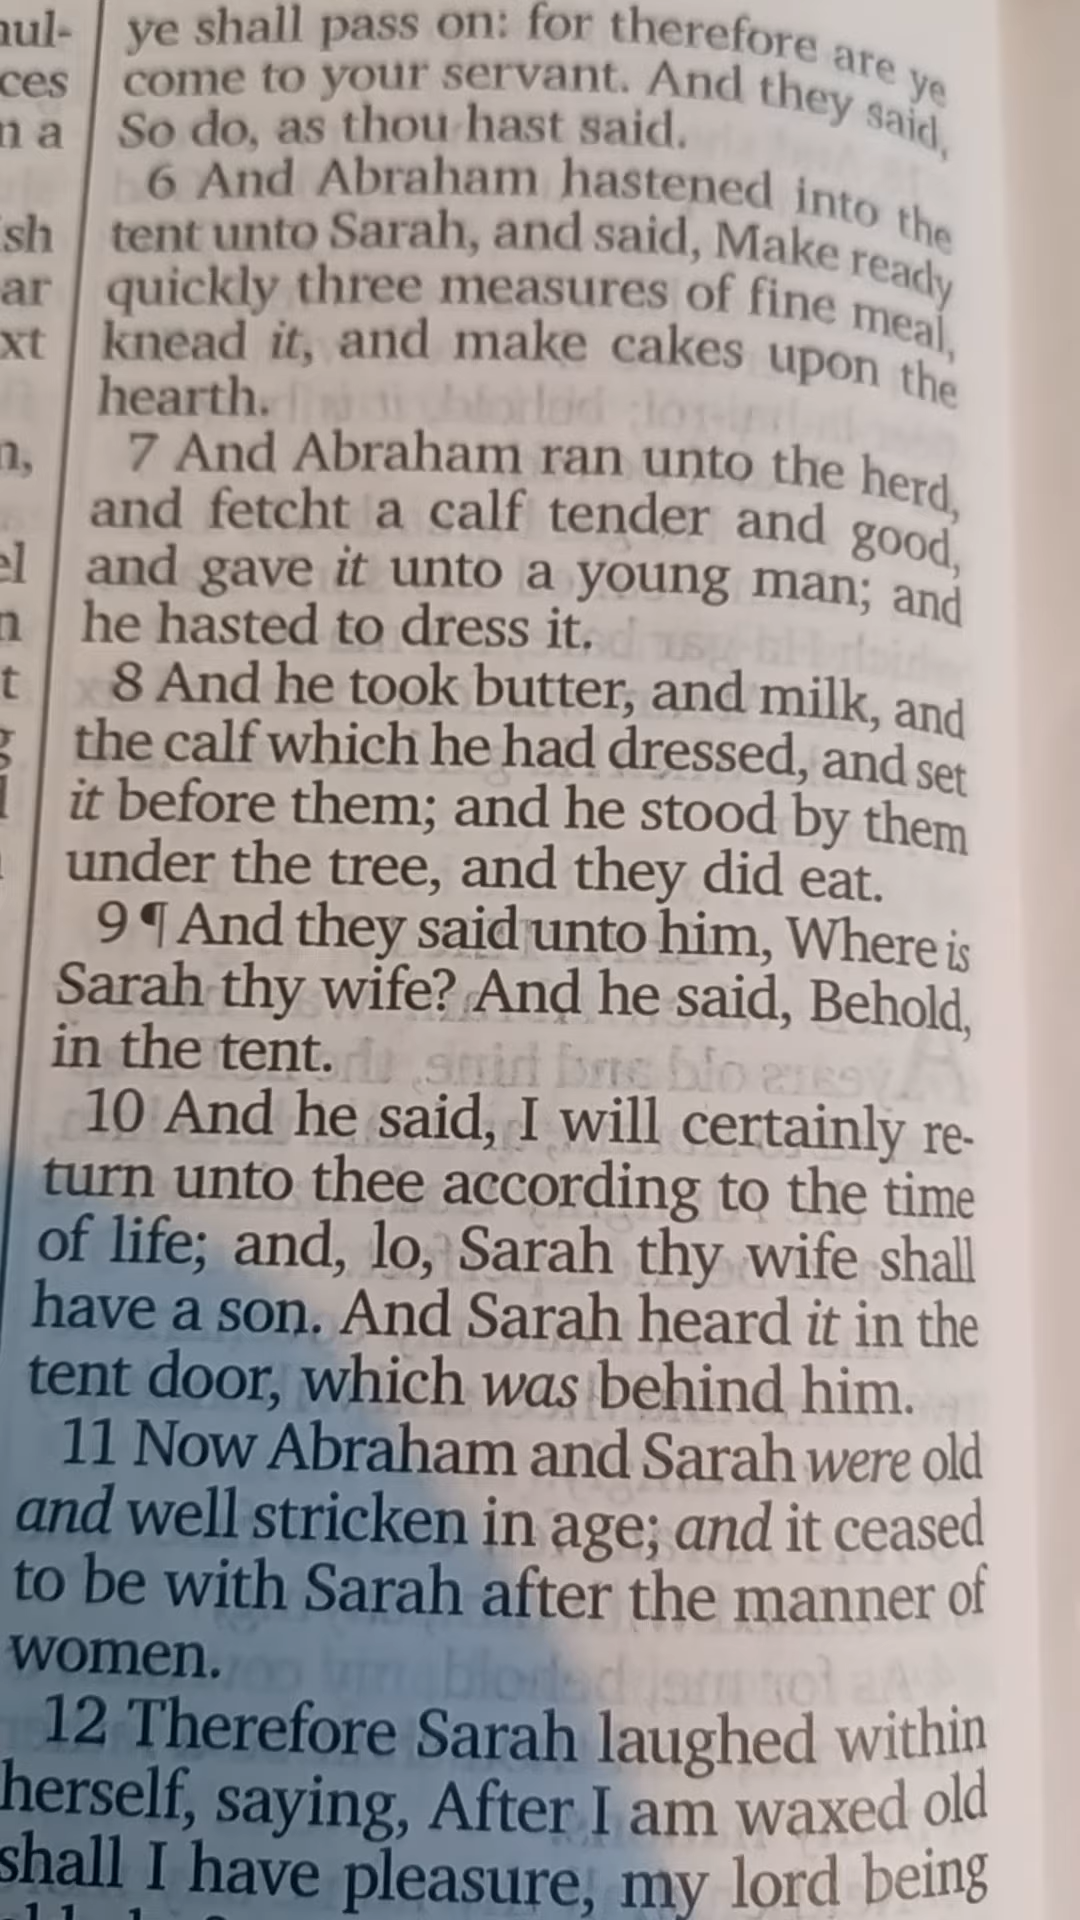 ye shall pass on: for therefore are ye
come to your servant. And they said,
So do, as thou hast said.
6 And Abraham hastened into the
tent unto Sarah, and said, Make ready
quickly three measures of fine meal,
knead it, and make cakes upon the
hearth.
7 And Abraham ran unto the herd,
and fetcht a calf tender and good,
and gave it unto a young man; and
he hasted to dress it.
8 And he took butter, and milk, and
the calf which he had dressed, and set
it before them; and he stood by them
under the tree, and they did eat.
9 ¶ And they said unto him, Where is
Sarah thy wife? And he said, Behold,
in the tent.
10 And he said, I will certainly re-
turn unto thee according to the time
of life; and, lo, Sarah thy wife shall
have a son. And Sarah heard it in the
tent door, which was behind him.
11 Now Abraham and Sarah were old
and well stricken in age; and it ceased
to be with Sarah after the manner of
women.
12 Therefore Sarah laughed within
herself, saying, After I am waxed old
shall I have pleasure, my lord being